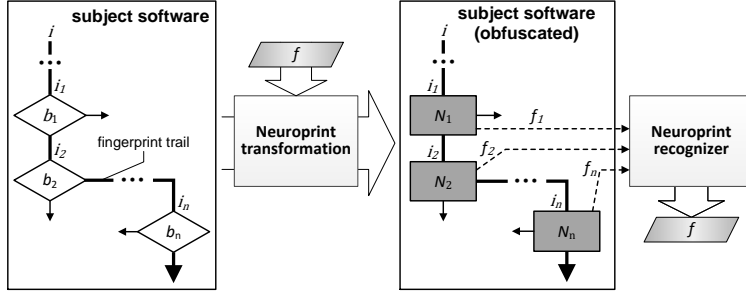 subject software
i
...
i1
b1
i2
b2
fingerprint trail
...
in
bn
f
Neuroprint
transformation
subject software
(obfuscated)
i
...
i1
N1
f1
i2
f2
N2
...
fn
in
Nn
Neuroprint
recognizer
f